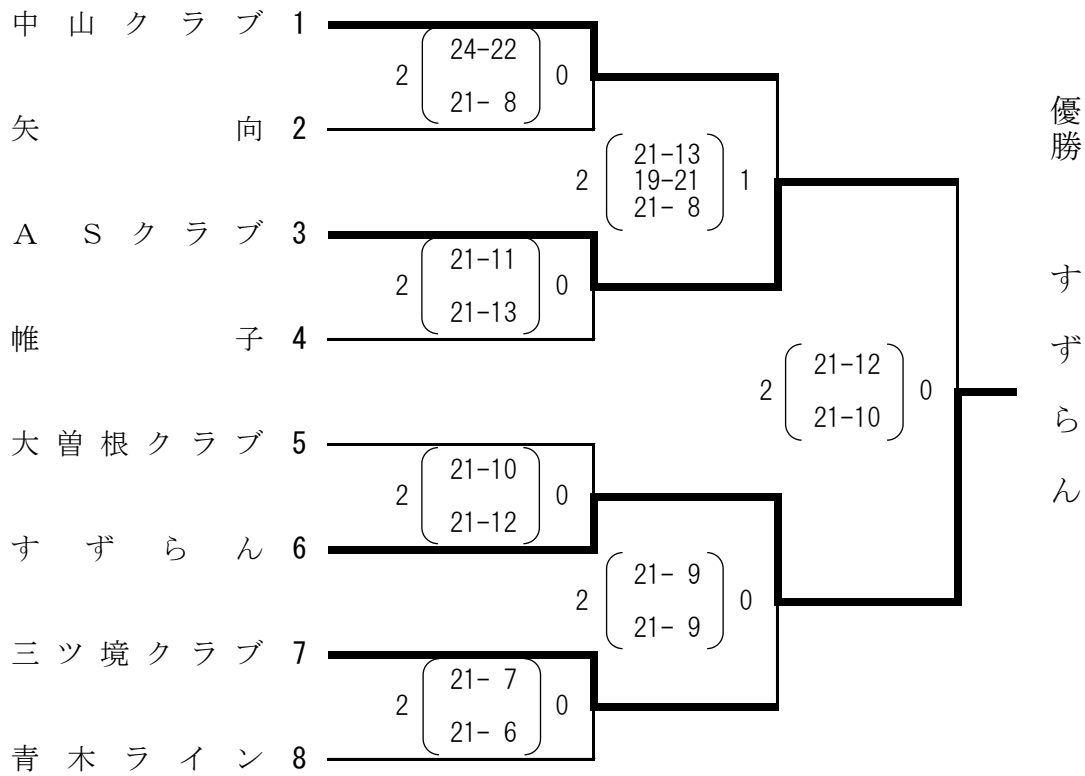 中山クラブ 1
2 24-22 0
21- 8
矢向 2
2 21-13 1
19-21
21- 8
ASクラブ 3
2 21-11 0
21-13
帷子 4
2 21-12 0
21-10
大曽根クラブ 5
2 21-10 0
21-12
すずらん 6
2 21- 9 0
21- 9
三ツ境クラブ 7
2 21- 7 0
21- 6
青木ライン 8
優勝 すずらん